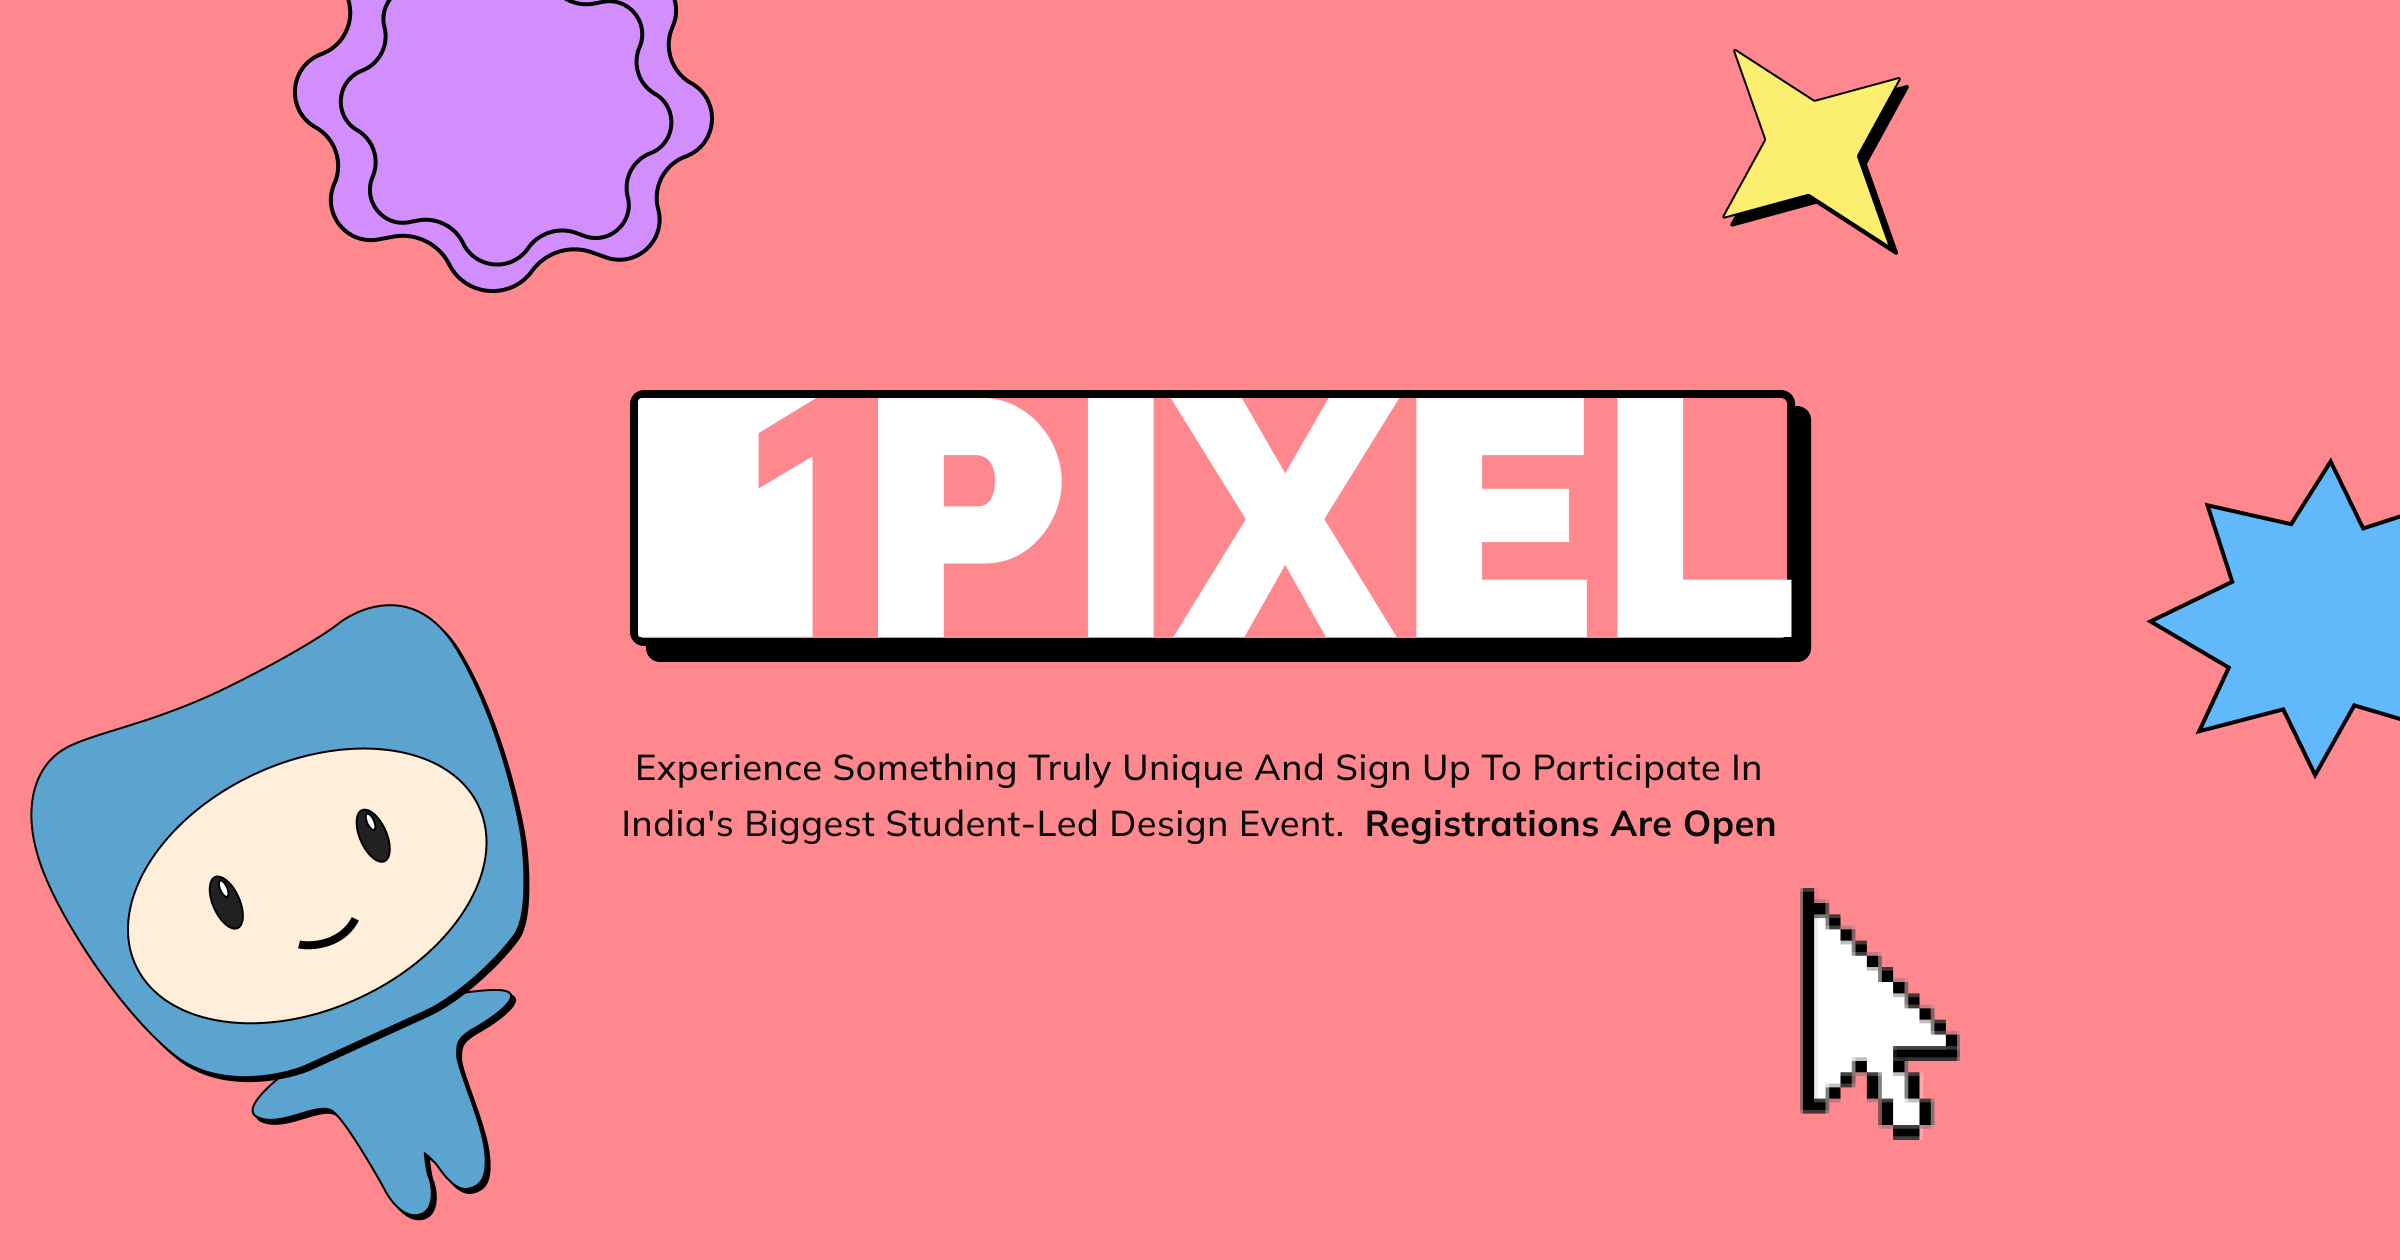 1PIXEL
Experience Something Truly Unique And Sign Up To Participate In
India's Biggest Student-Led Design Event. Registrations Are Open